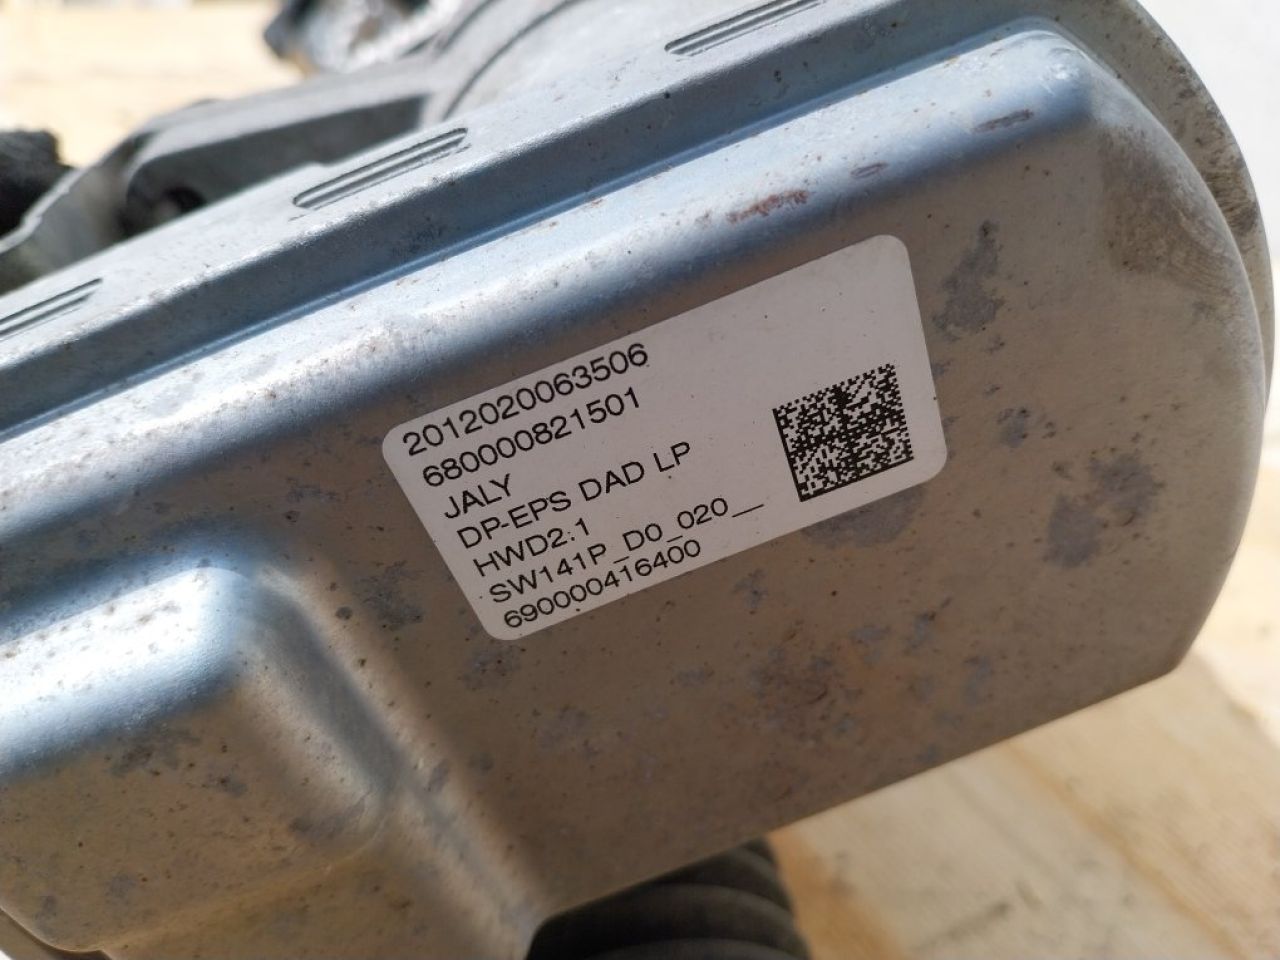 2012020063506
680000821501
JALY
DP-EPS DAD LP
HWD2.1
SW141P_D0_020__
690000416400